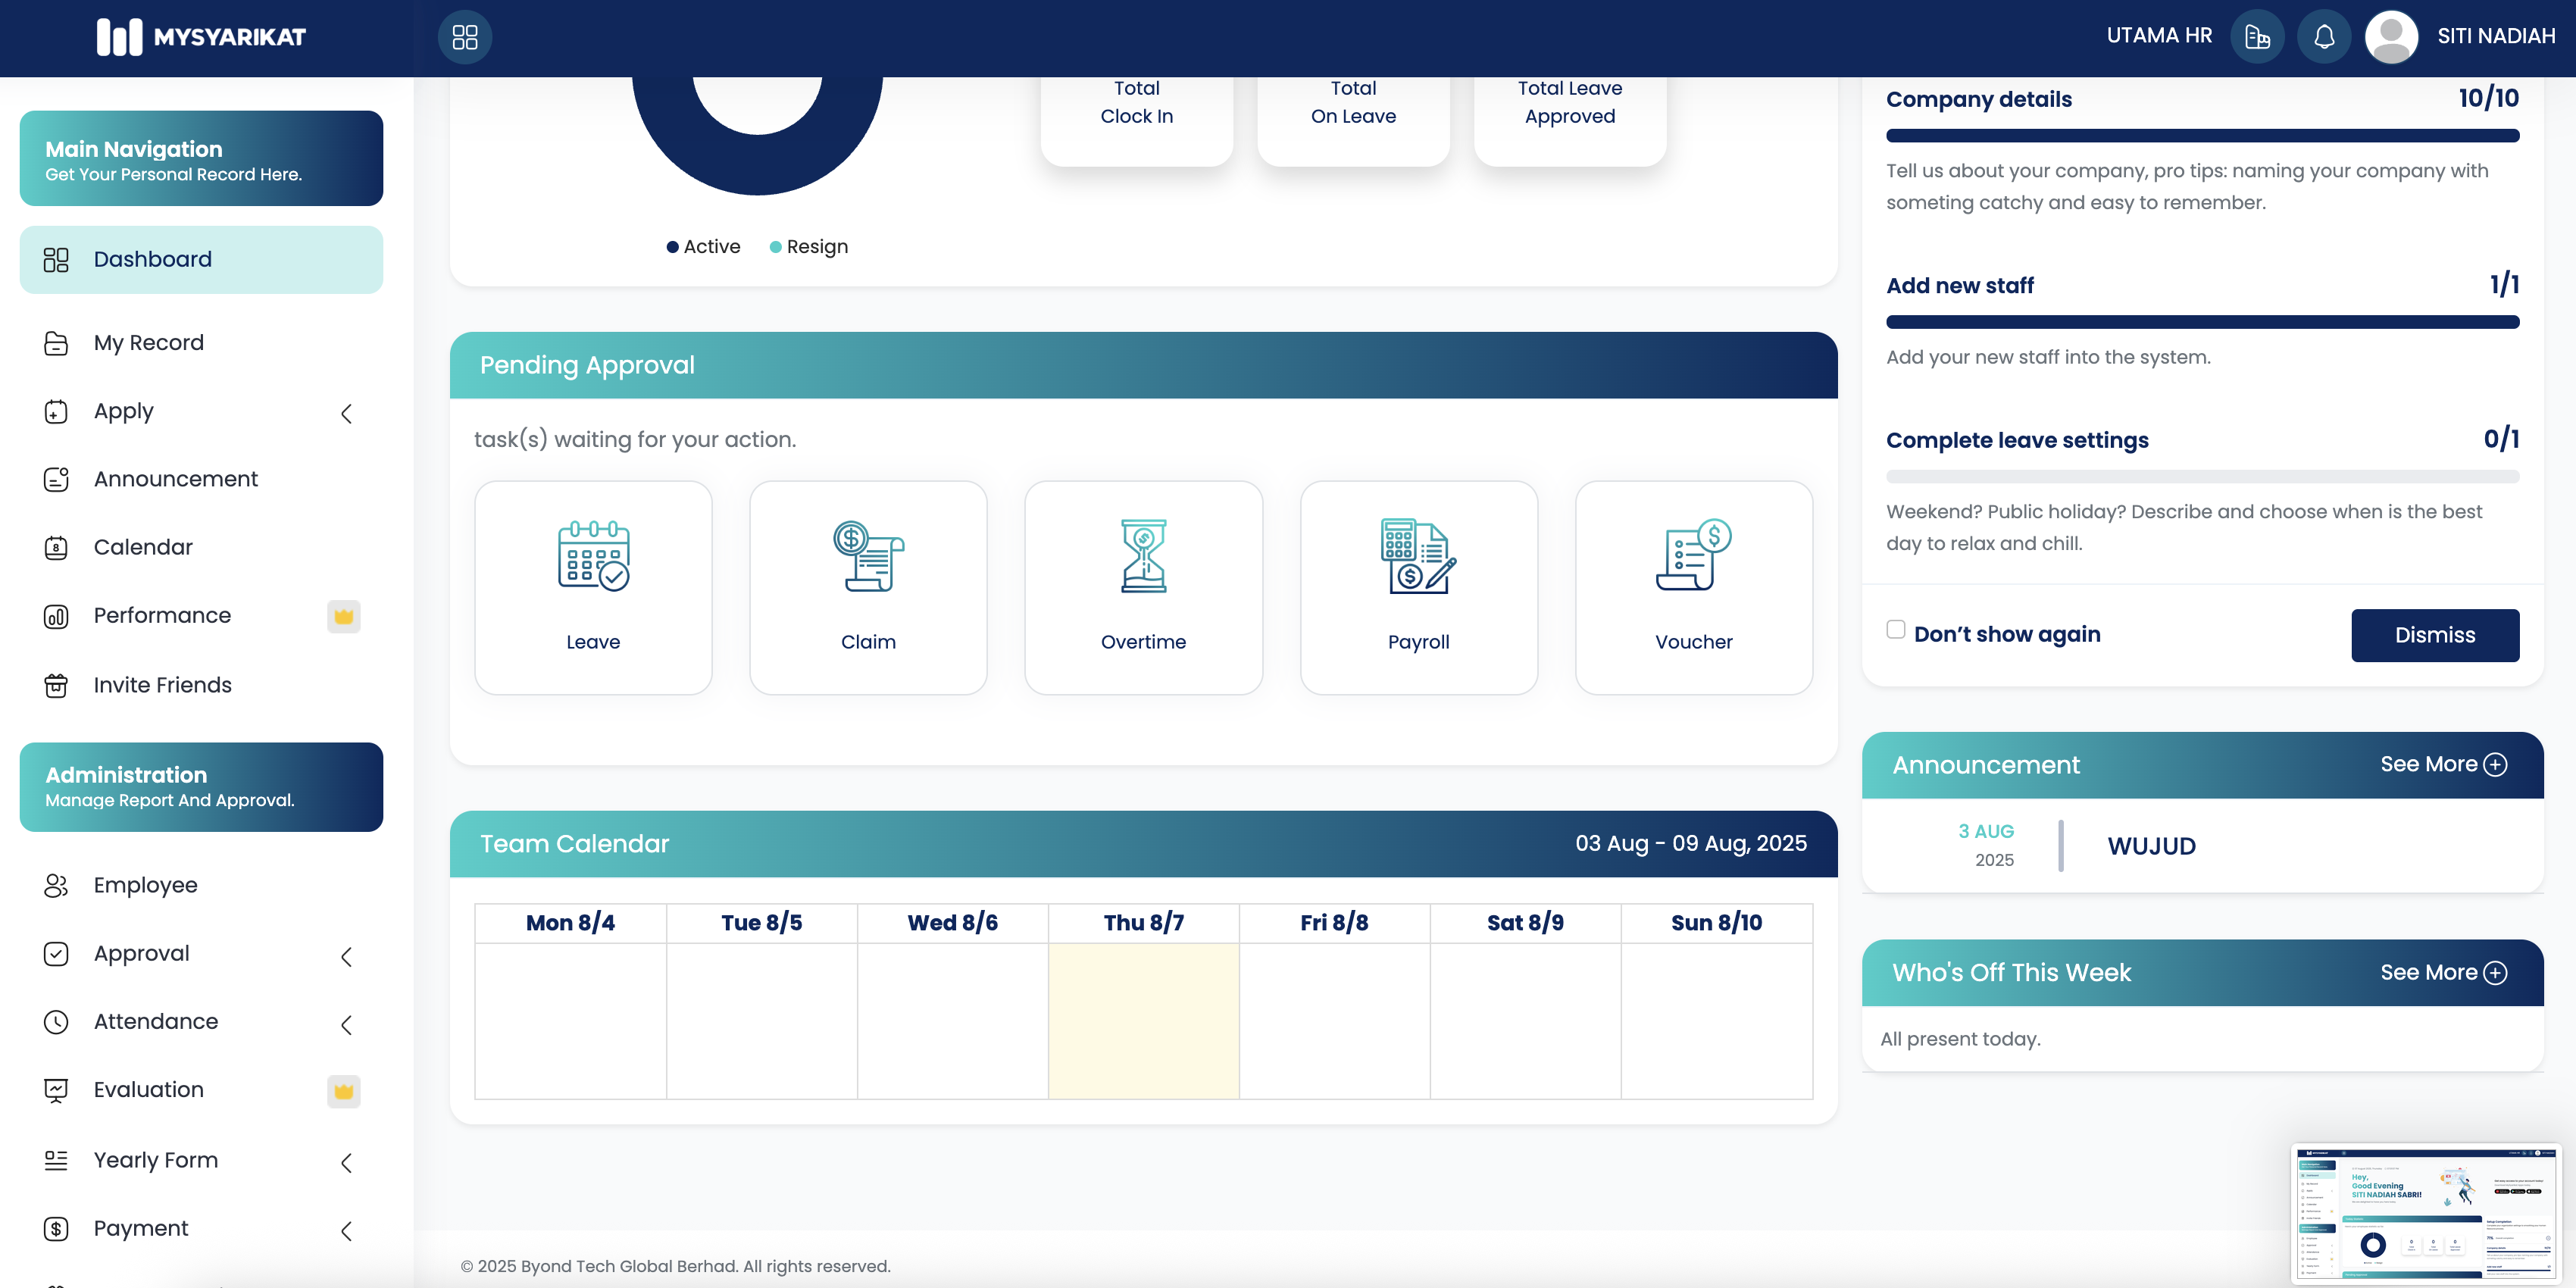 MYSYARIKAT
UTAMA HR
SITI NADIAH
Main Navigation
Get Your Personal Record Here.
Dashboard
My Record
Apply
Announcement
Calendar
8
Performance
Invite Friends
Administration
Manage Report And Approval.
Employee
Approval
Attendance
Evaluation
Yearly Form
Payment
Total
Clock In
Total
On Leave
Total Leave
Approved
Active
Resign
Pending Approval
task(s) waiting for your action.
Leave
Claim
Overtime
Payroll
Voucher
Team Calendar
03 Aug - 09 Aug, 2025
Mon 8/4
Tue 8/5
Wed 8/6
Thu 8/7
Fri 8/8
Sat 8/9
Sun 8/10
© 2025 Byond Tech Global Berhad. All rights reserved.
Company details
10/10
Tell us about your company, pro tips: naming your company with
someting catchy and easy to remember.
Add new staff
1/1
Add your new staff into the system.
Complete leave settings
0/1
Weekend? Public holiday? Describe and choose when is the best
day to relax and chill.
Don’t show again
Dismiss
Announcement
See More
3 AUG
2025
WUJUD
Who's Off This Week
See More
All present today.
Hey,
Good Evening
SITI NADIAH SABRI!